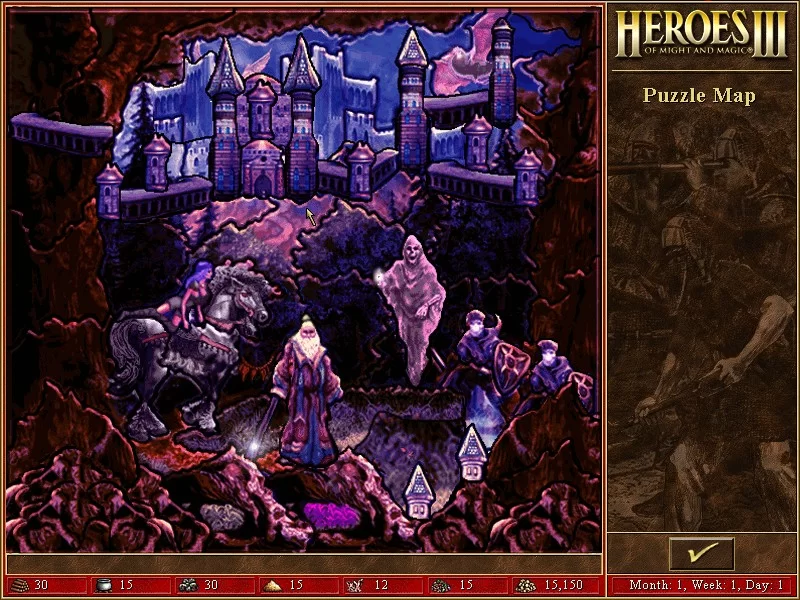 HEROES III
OF MIGHT AND MAGIC®
Puzzle Map
30 15 30 15 12 15 15,150 Month: 1, Week: 1, Day: 1